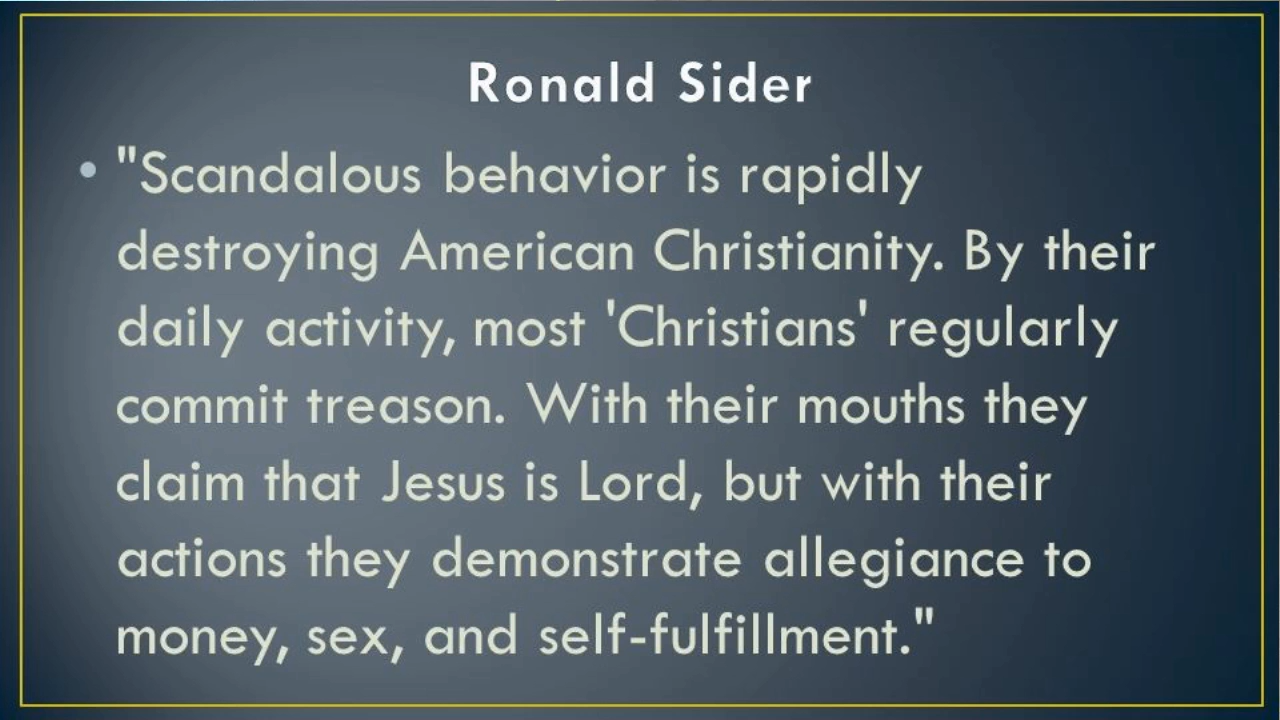 Ronald Sider
• "Scandalous behavior is rapidly
destroying American Christianity. By their
daily activity, most 'Christians' regularly
commit treason. With their mouths they
claim that Jesus is Lord, but with their
actions they demonstrate allegiance to
money, sex, and self-fulfillment."